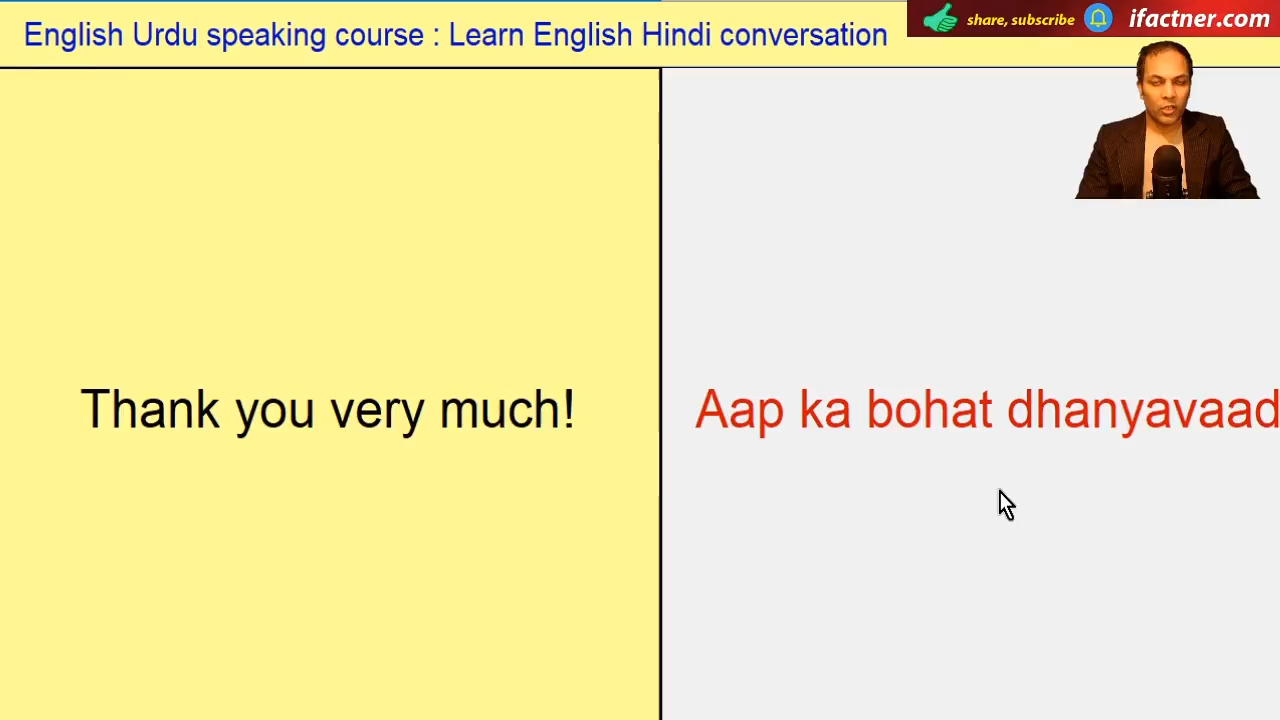 English Urdu speaking course : Learn English Hindi conversation
share, subscribe
ifactner.com
Thank you very much!
Aap ka bohat dhanyavaad